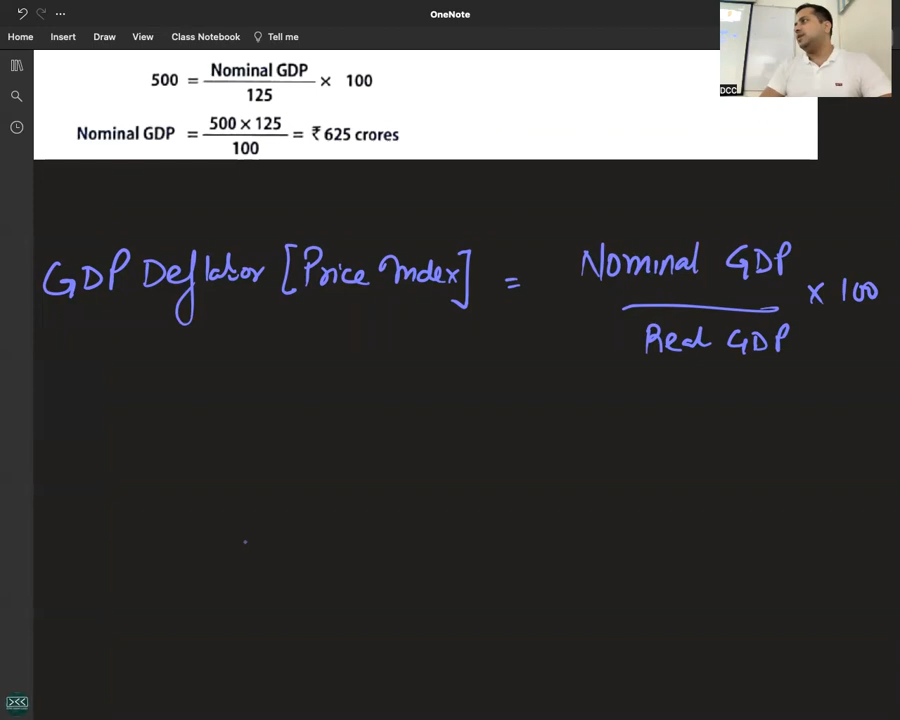 OneNote
Home Insert Draw View Class Notebook Tell me
500 = Nominal GDP / 125 × 100
Nominal GDP = 500 × 125 / 100 = ₹ 625 crores
GDP Deflator [Price Index] = Nominal GDP / Real GDP × 100
DCC